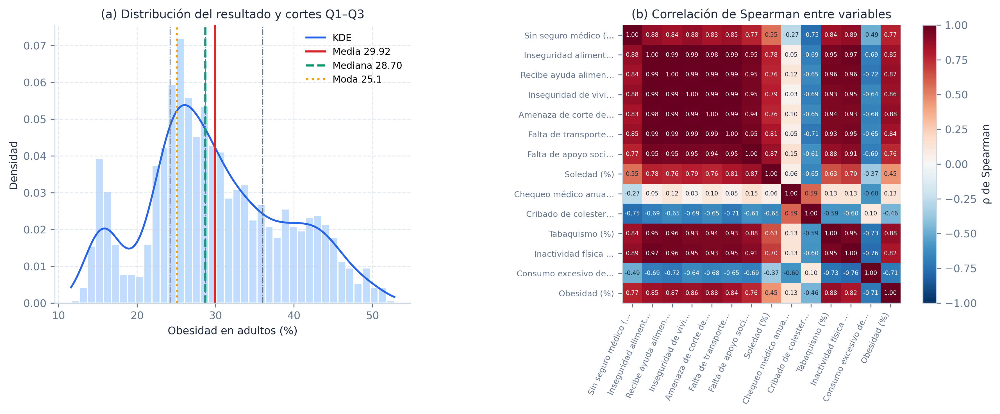 (a) Distribución del resultado y cortes Q1–Q3
Densidad
0.07
0.06
0.05
0.04
0.03
0.02
0.01
0.00
10 20 30 40 50
Obesidad en adultos (%)
KDE
Media 29.92
Mediana 28.70
Moda 25.1
(b) Correlación de Spearman entre variables
Sin seguro médico (... 1.00 0.88 0.84 0.88 0.83 0.85 0.77 0.55 -0.27 -0.75 0.84 0.89 -0.49 0.77
Inseguridad aliment... 0.88 1.00 0.99 0.99 0.98 0.99 0.95 0.78 0.05 -0.69 0.95 0.97 -0.69 0.85
Recibe ayuda alimen... 0.84 0.99 1.00 0.99 0.99 0.99 0.95 0.76 0.12 -0.65 0.96 0.96 -0.72 0.87
Inseguridad de vivi... 0.88 0.99 0.99 1.00 0.99 0.99 0.95 0.79 0.03 -0.69 0.93 0.95 -0.64 0.86
Amenaza de corte de... 0.83 0.98 0.99 0.99 1.00 0.99 0.94 0.76 0.10 -0.65 0.94 0.93 -0.68 0.88
Falta de transporte... 0.85 0.99 0.99 0.99 0.99 1.00 0.95 0.81 0.05 -0.71 0.93 0.95 -0.65 0.84
Falta de apoyo soci... 0.77 0.95 0.95 0.95 0.94 0.95 1.00 0.87 0.15 -0.61 0.88 0.91 -0.69 0.76
Soledad (%) 0.55 0.78 0.76 0.79 0.76 0.81 0.87 1.00 0.06 -0.65 0.63 0.70 -0.37 0.45
Chequeo médico anua... -0.27 0.05 0.12 0.03 0.10 0.05 0.15 0.06 1.00 0.59 0.13 0.13 -0.60 0.13
Cribado de colester... -0.75 -0.69 -0.65 -0.69 -0.65 -0.71 -0.61 -0.65 0.59 1.00 -0.59 -0.60 0.10 -0.46
Tabaquismo (%) 0.84 0.95 0.96 0.93 0.94 0.93 0.88 0.63 0.13 -0.59 1.00 0.95 -0.73 0.88
Inactividad física ... 0.89 0.97 0.96 0.95 0.93 0.95 0.91 0.70 0.13 -0.60 0.95 1.00 -0.76 0.82
Consumo excesivo de... -0.49 -0.69 -0.72 -0.64 -0.68 -0.65 -0.69 -0.37 -0.60 0.10 -0.73 -0.76 1.00 -0.71
Obesidad (%) 0.77 0.85 0.87 0.86 0.88 0.84 0.76 0.45 0.13 -0.46 0.88 0.82 -0.71 1.00
Sin seguro médico (...
Inseguridad aliment...
Recibe ayuda alimen...
Inseguridad de vivi...
Amenaza de corte de...
Falta de transporte...
Falta de apoyo soci...
Soledad (%)
Chequeo médico anua...
Cribado de colester...
Tabaquismo (%)
Inactividad física ...
Consumo excesivo de...
Obesidad (%)
1.00
0.75
0.50
0.25
0.00
−0.25
−0.50
−0.75
−1.00
ρ de Spearman